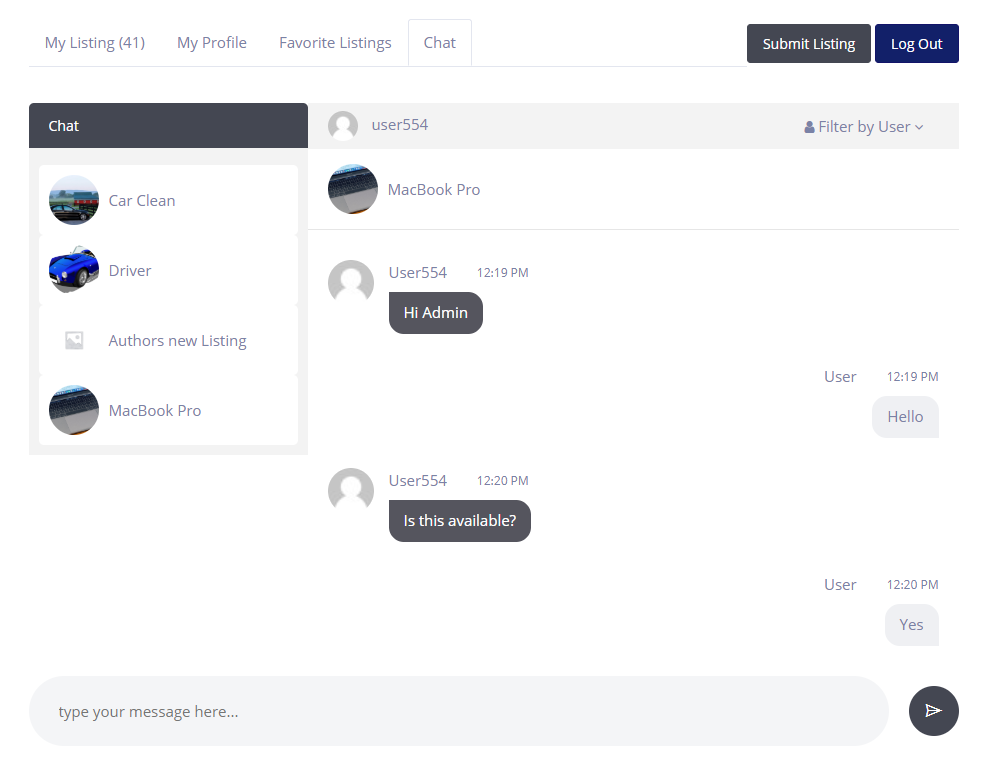 My Listing (41) My Profile Favorite Listings Chat Submit Listing Log Out
Chat
Car Clean
Driver
Authors new Listing
MacBook Pro
user554 Filter by User
MacBook Pro
User554 12:19 PM
Hi Admin
User 12:19 PM
Hello
User554 12:20 PM
Is this available?
User 12:20 PM
Yes
type your message here...